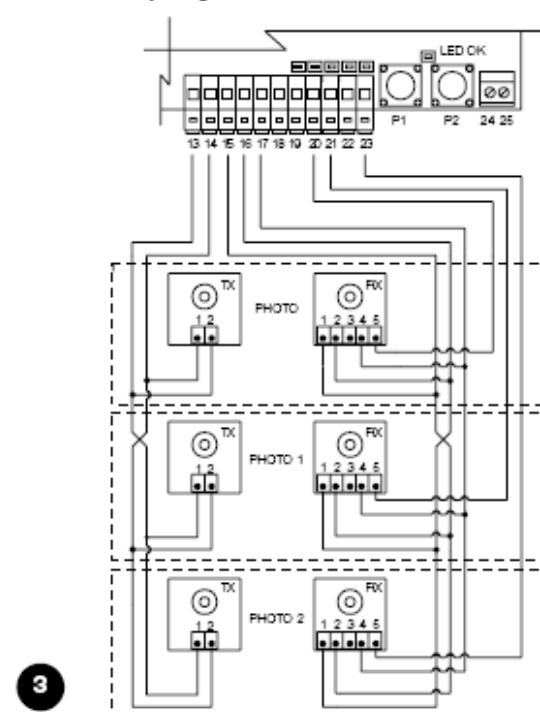 LED OK
P1 P2 24 25
13 14 15 16 17 18 19 20 21 22 23
TX PHOTO RX
1 2 1 2 3 4 5
TX PHOTO 1 RX
1 2 1 2 3 4 5
TX PHOTO 2 RX
1 2 1 2 3 4 5
3